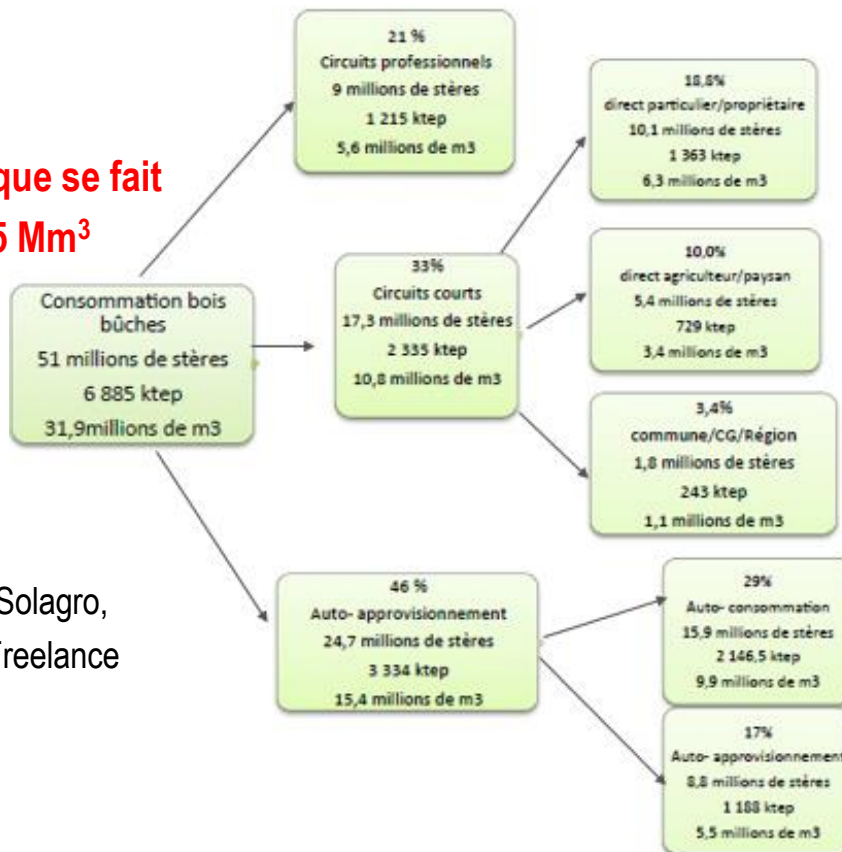 que se fait
5 Mm³
Consommation bois
bûches
51 millions de stères
6 885 ktep
31,9millions de m3
21 %
Circuits professionnels
9 millions de stères
1 215 ktep
5,6 millions de m3
33%
Circuits courts
17,3 millions de stères
2 335 ktep
10,8 millions de m3
18,8%
direct particulier/propriétaire
10,1 millions de stères
1 363 ktep
6,3 millions de m3
10,0%
direct agriculteur/paysan
5,4 millions de stères
729 ktep
3,4 millions de m3
3,4%
commune/CG/Région
1,8 millions de stères
243 ktep
1,1 millions de m3
46 %
Auto- approvisionnement
24,7 millions de stères
3 334 ktep
15,4 millions de m3
29%
Auto- consommation
15,9 millions de stères
2 146,5 ktep
9,9 millions de m3
17%
Auto- approvisionnement
8,8 millions de stères
1 188 ktep
5,5 millions de m3
Solagro,
reelance